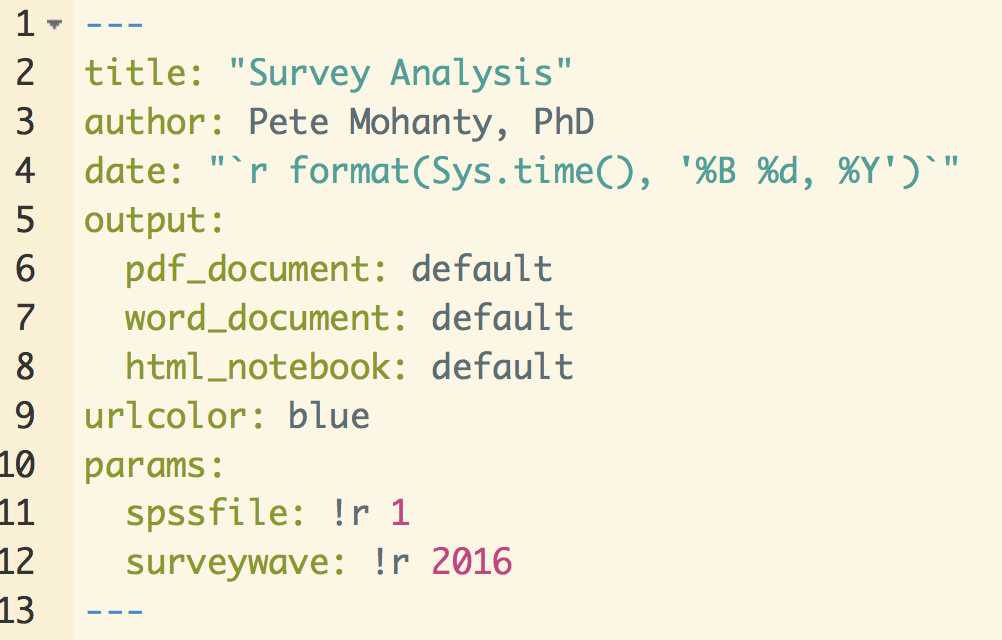 1 ---
2 title: "Survey Analysis"
3 author: Pete Mohanty, PhD
4 date: "`r format(Sys.time(), '%B %d, %Y')`"
5 output:
6   pdf_document: default
7   word_document: default
8   html_notebook: default
9 urlcolor: blue
10 params:
11   spssfile: !r 1
12   surveywave: !r 2016
13 ---